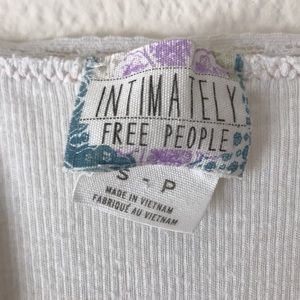 INTIMATELY
FREE PEOPLE
S - P
MADE IN VIETNAM
FABRIQUÉ AU VIETNAM